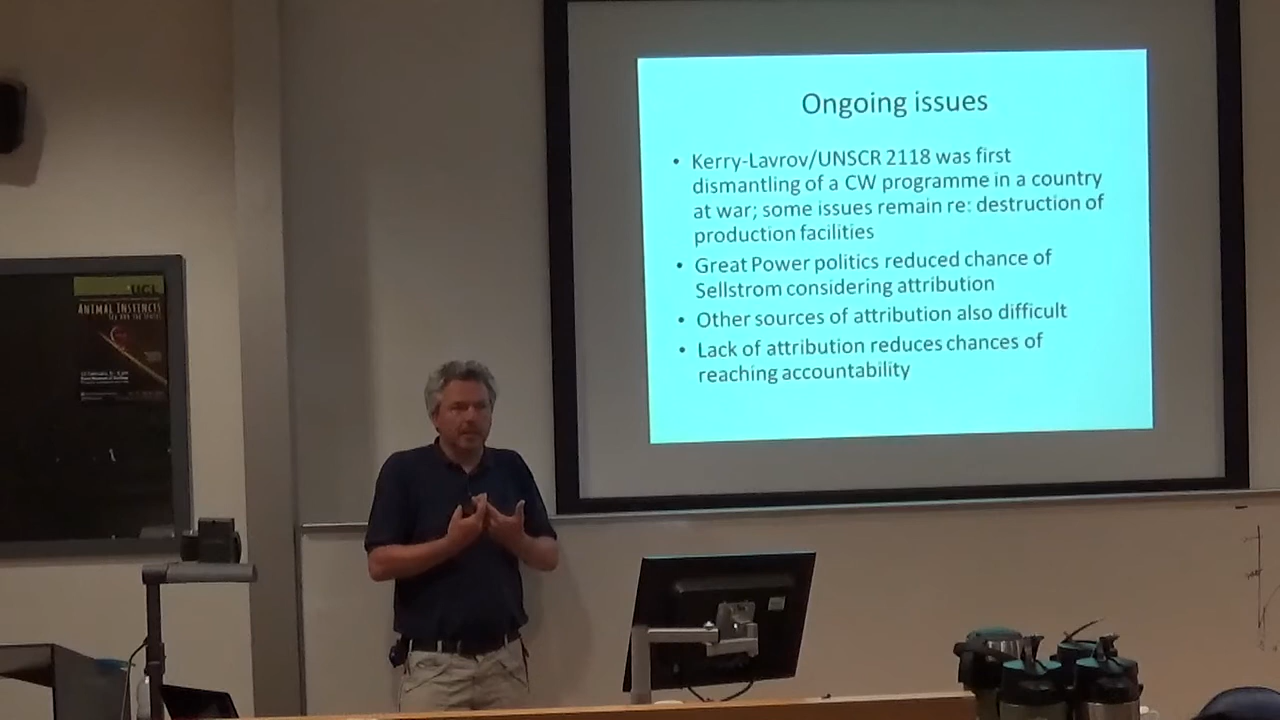 Ongoing issues
• Kerry-Lavrov/UNSCR 2118 was first
dismantling of a CW programme in a country
at war; some issues remain re: destruction of
production facilities
• Great Power politics reduced chance of
Sellstrom considering attribution
• Other sources of attribution also difficult
• Lack of attribution reduces chances of
reaching accountability
UCL
ANIMAL INSTINCTS